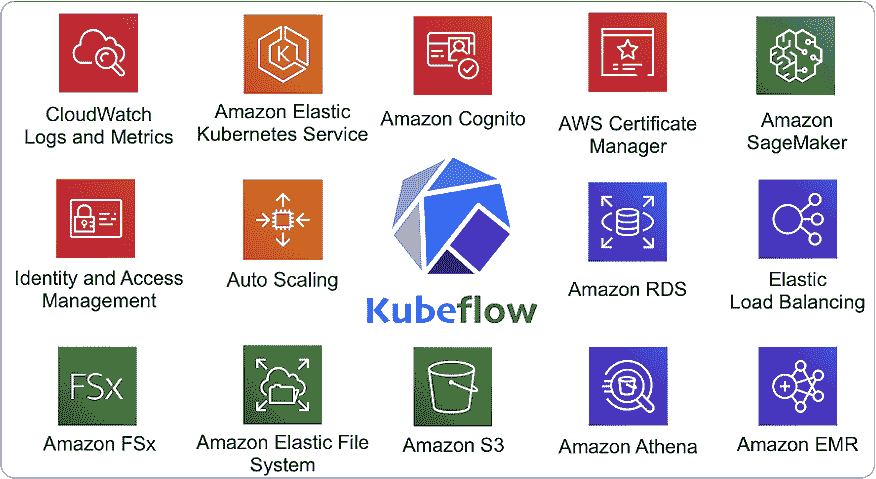 CloudWatch
Logs and Metrics
Amazon Elastic
Kubernetes Service
Amazon Cognito
AWS Certificate
Manager
Amazon
SageMaker
Identity and Access
Management
Auto Scaling
Kubeflow
Amazon RDS
Elastic
Load Balancing
FSx
Amazon FSx
Amazon Elastic File
System
Amazon S3
Amazon Athena
Amazon EMR
K